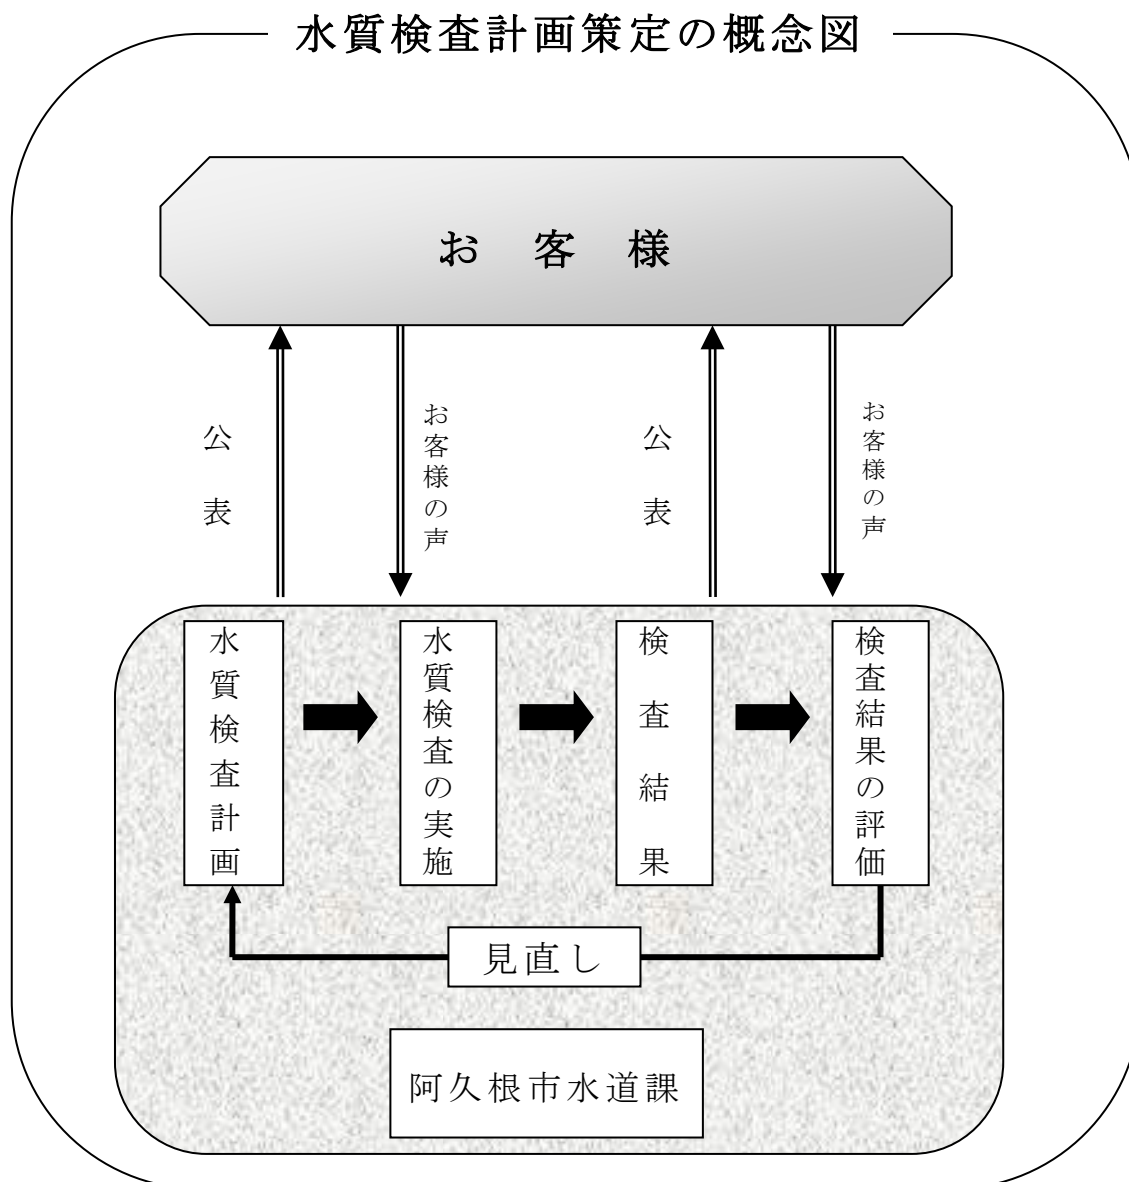 水質検査計画策定の概念図
お客様
公表
お客様の声
公表
お客様の声
水質検査計画
水質検査の実施
検査結果
検査結果の評価
見直し
阿久根市水道課